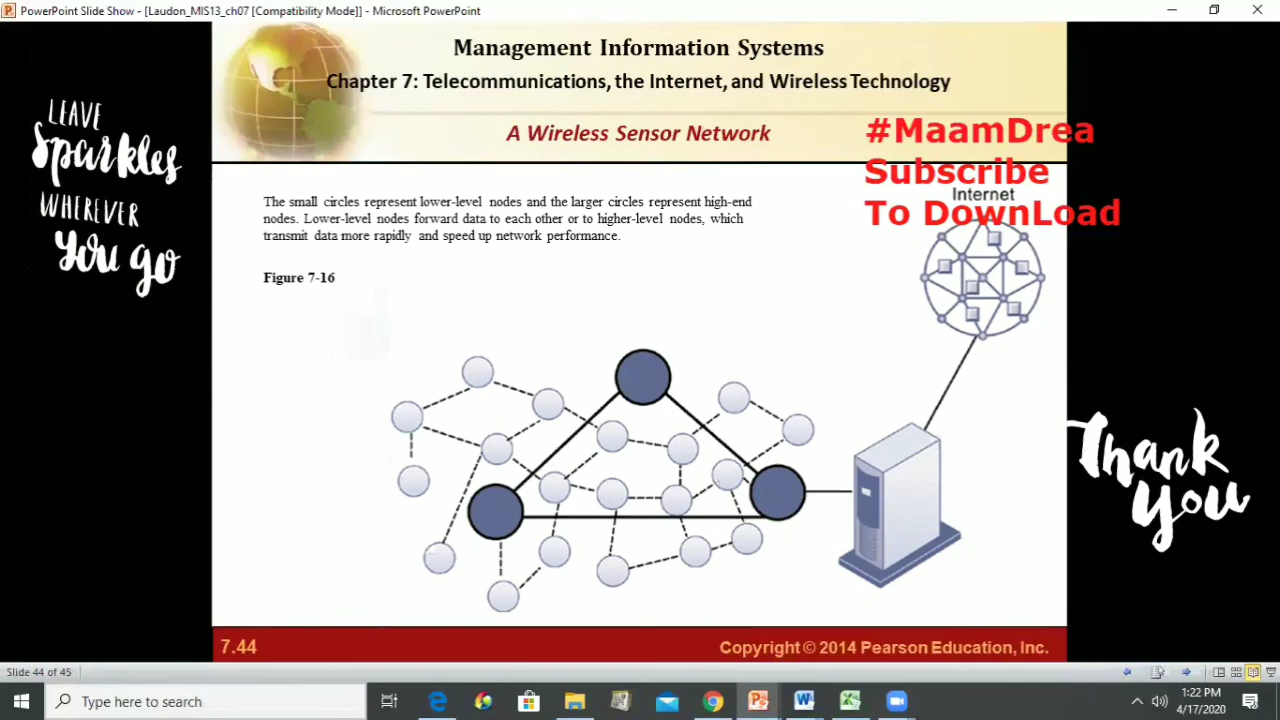 PowerPoint Slide Show - [Laudon_MIS13_ch07 [Compatibility Mode]] - Microsoft PowerPoint
Management Information Systems
Chapter 7: Telecommunications, the Internet, and Wireless Technology
A Wireless Sensor Network
LEAVE
Sparkles
WHEREVER
You go
#MaamDrea
Subscribe
To DownLoad
The small circles represent lower-level nodes and the larger circles represent high-end
nodes. Lower-level nodes forward data to each other or to higher-level nodes, which
transmit data more rapidly and speed up network performance.
Figure 7-16
Internet
Thank
you
7.44
Copyright © 2014 Pearson Education, Inc.
Slide 44 of 45
Type here to search
1:22 PM
4/17/2020